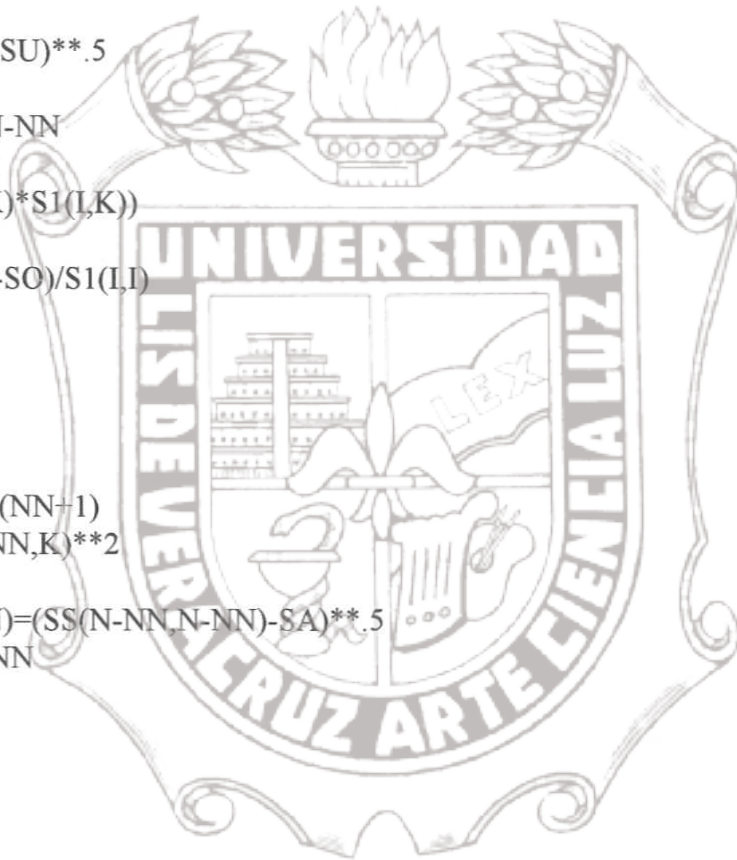 SU)**.5
-NN
)*S1(I,K))
-SO)/S1(I,I)
UNIVERSIDAD
LIS DE VERACRUZ ARTE CIENCIA LUZ
LEX
(NN+1)
NN,K)**2
)=(SS(N-NN,N-NN)-SA)**.5
NN